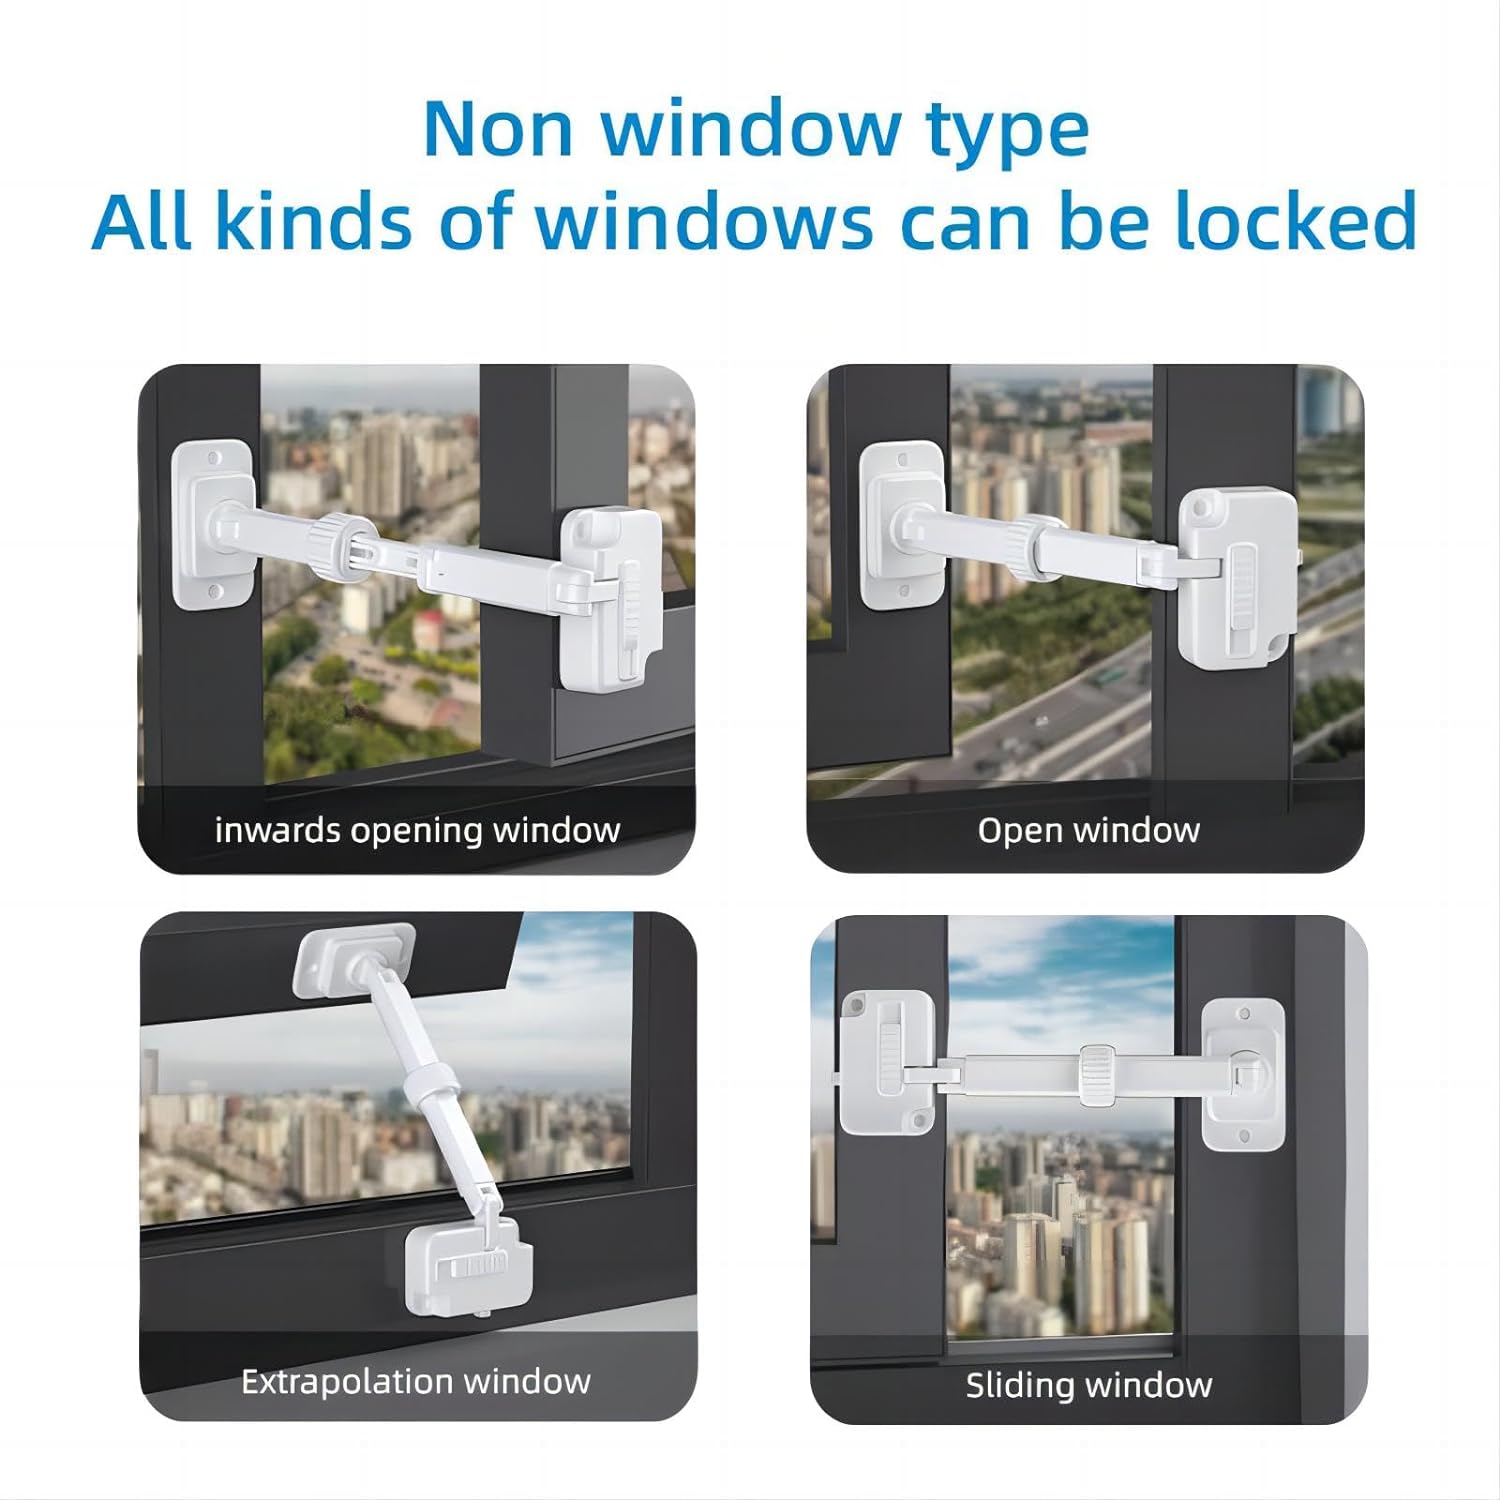 Non window type
All kinds of windows can be locked
inwards opening window
Open window
Extrapolation window
Sliding window